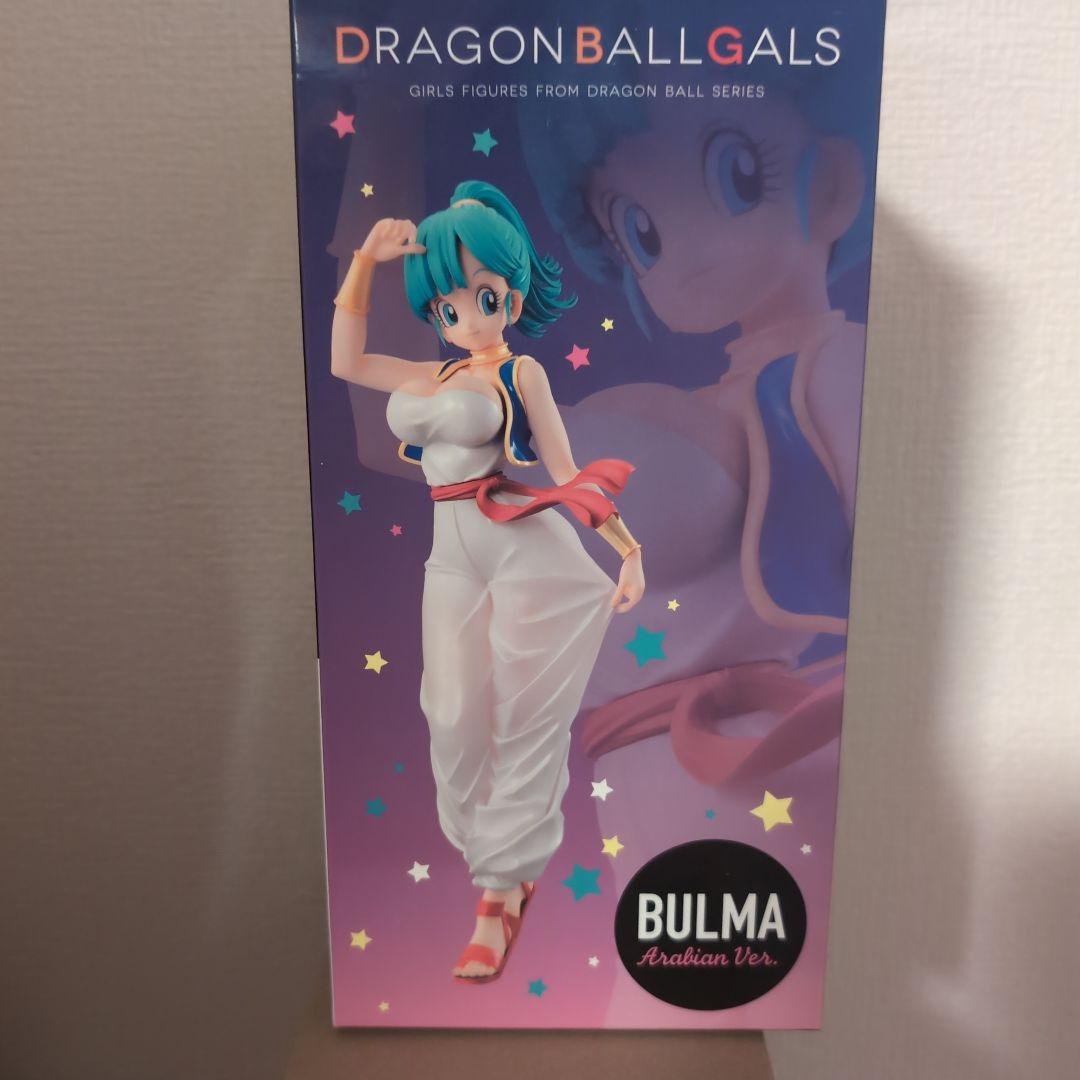 DRAGONBALLGALS
GIRLS FIGURES FROM DRAGON BALL SERIES
BULMA
Arabian Ver.